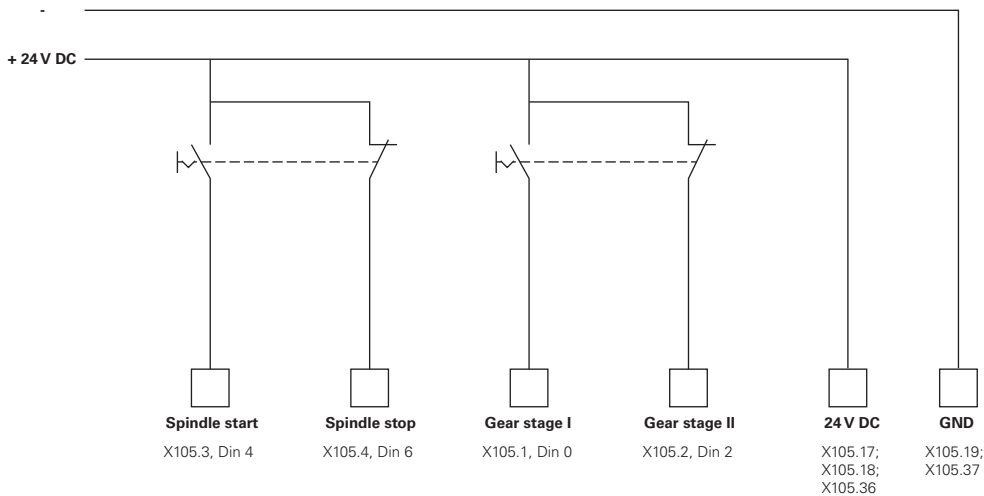 -
+ 24 V DC
Spindle start
X105.3, Din 4
Spindle stop
X105.4, Din 6
Gear stage I
X105.1, Din 0
Gear stage II
X105.2, Din 2
24 V DC
X105.17;
X105.18;
X105.36
GND
X105.19;
X105.37